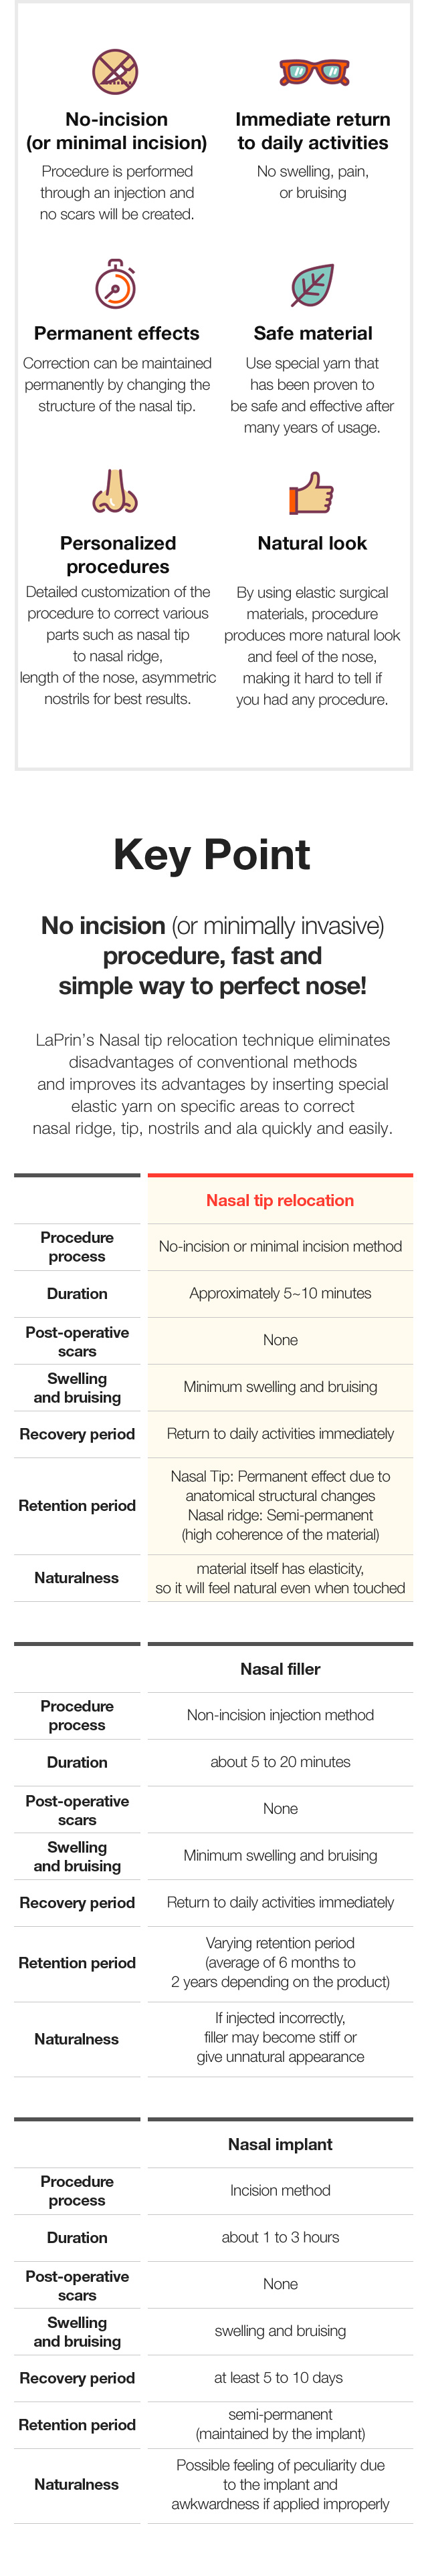 No-incision
(or minimal incision)
Procedure is performed
through an injection and
no scars will be created.
Immediate return
to daily activities
No swelling, pain,
or bruising
Permanent effects
Correction can be maintained
permanently by changing the
structure of the nasal tip.
Safe material
Use special yarn that
has been proven to
be safe and effective after
many years of usage.
Personalized
procedures
Detailed customization of the
procedure to correct various
parts such as nasal tip
to nasal ridge,
length of the nose, asymmetric
nostrils for best results.
Natural look
By using elastic surgical
materials, procedure
produces more natural look
and feel of the nose,
making it hard to tell if
you had any procedure.
Key Point
No incision (or minimally invasive)
procedure, fast and
simple way to perfect nose!
LaPrin's Nasal tip relocation technique eliminates
disadvantages of conventional methods
and improves its advantages by inserting special
elastic yarn on specific areas to correct
nasal ridge, tip, nostrils and ala quickly and easily.
Nasal tip relocation
Procedure
process
No-incision or minimal incision method
Duration
Approximately 5~10 minutes
Post-operative
scars
None
Swelling
and bruising
Minimum swelling and bruising
Recovery period
Return to daily activities immediately
Retention period
Nasal Tip: Permanent effect due to
anatomical structural changes
Nasal ridge: Semi-permanent
(high coherence of the material)
Naturalness
material itself has elasticity,
so it will feel natural even when touched
Nasal filler
Procedure
process
Non-incision injection method
Duration
about 5 to 20 minutes
Post-operative
scars
None
Swelling
and bruising
Minimum swelling and bruising
Recovery period
Return to daily activities immediately
Retention period
Varying retention period
(average of 6 months to
2 years depending on the product)
Naturalness
If injected incorrectly,
filler may become stiff or
give unnatural appearance
Nasal implant
Procedure
process
Incision method
Duration
about 1 to 3 hours
Post-operative
scars
None
Swelling
and bruising
swelling and bruising
Recovery period
at least 5 to 10 days
Retention period
semi-permanent
(maintained by the implant)
Naturalness
Possible feeling of peculiarity due
to the implant and
awkwardness if applied improperly